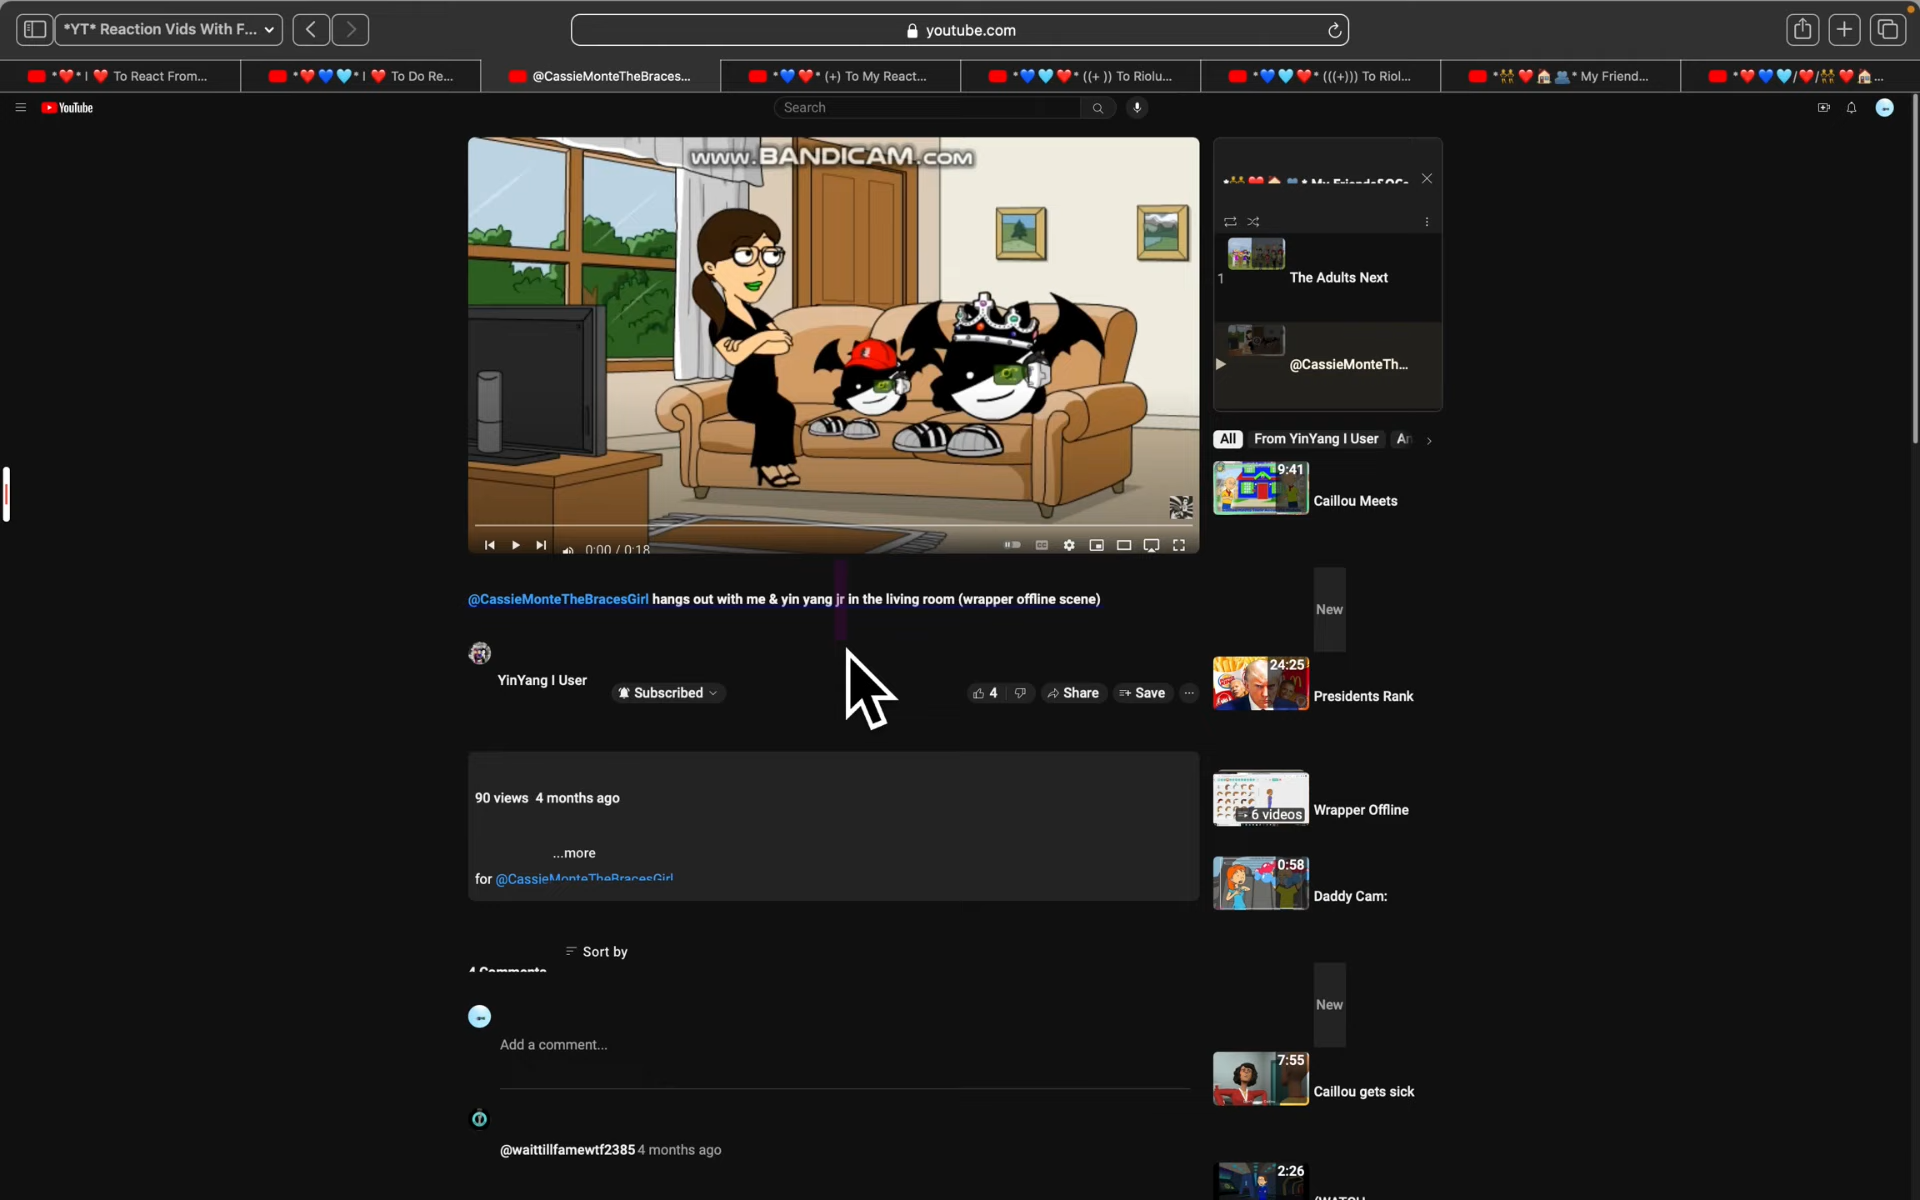 *YT* Reaction Vids With F...
youtube.com
*❤️* I ❤️ To React From...
*❤️💙🩵* I ❤️ To Do Re...
@CassieMonteTheBraces...
*💙❤️* (+) To My React...
*💙🩵❤️* ((+ )) To Riolu...
*💙🩵❤️* (((+))) To Riol...
*👯❤️🏠👥* My Friend...
*❤️💙🩵/❤️/👯❤️🏠...
YouTube
Search
www.BANDICAM.com
0:00 / 0:18
The Adults Next
1
@CassieMonteTh...
All
From YinYang I User
An
9:41
Caillou Meets
New
24:25
Presidents Rank
6 videos
Wrapper Offline
0:58
Daddy Cam:
New
7:55
Caillou gets sick
2:26
@CassieMonteTheBracesGirl hangs out with me & yin yang jr in the living room (wrapper offline scene)
YinYang I User
Subscribed
4
Share
Save
90 views 4 months ago
...more
for @CassieMonteTheBracesGirl
Sort by
4 Comments
Add a comment...
@waittillfamewtf2385 4 months ago